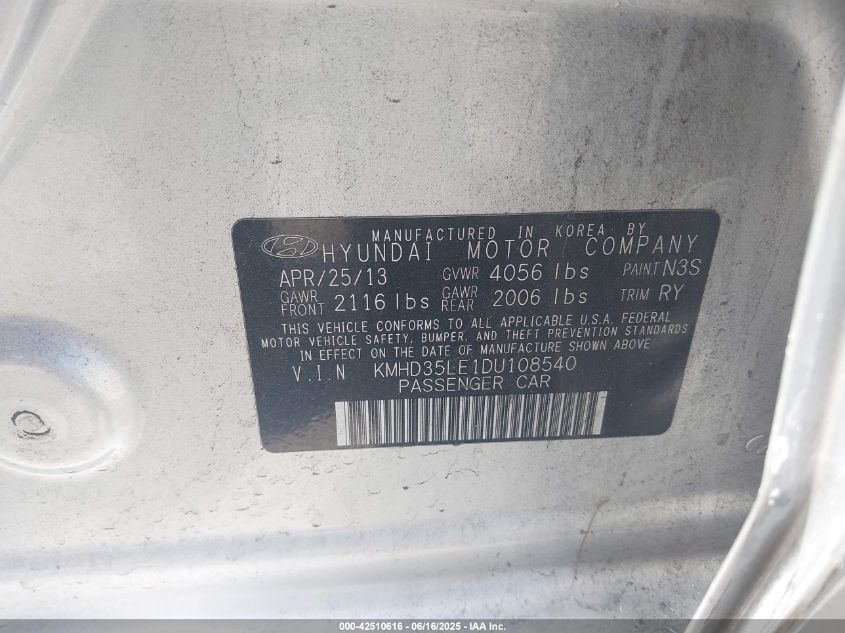 MANUFACTURED IN KOREA BY
HYUNDAI MOTOR COMPANY
APR/25/13 GVWR 4056 lbs PAINT N3S
GAWR FRONT 2116 lbs GAWR REAR 2006 lbs TRIM RY
THIS VEHICLE CONFORMS TO ALL APPLICABLE U.S.A. FEDERAL
MOTOR VEHICLE SAFETY, BUMPER, AND THEFT PREVENTION STANDARDS
IN EFFECT ON THE DATE OF MANUFACTURE SHOWN ABOVE
V.I.N KMHD35LE1DU108540
PASSENGER CAR
000-42510616 - 06/16/2025 - IAA Inc.